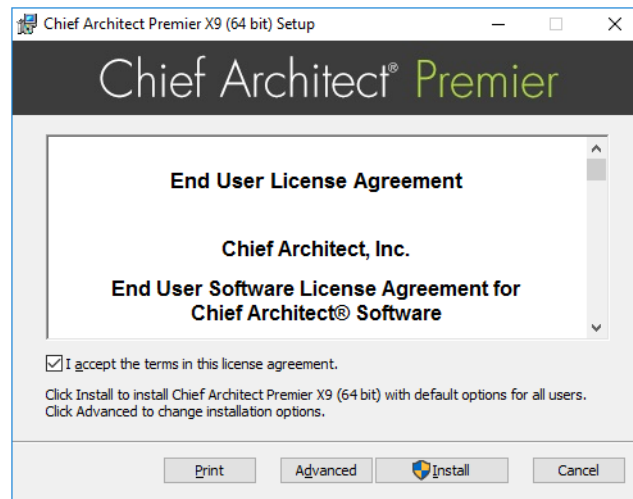 Chief Architect Premier X9 (64 bit) Setup
Chief Architect® Premier
End User License Agreement
Chief Architect, Inc.
End User Software License Agreement for
Chief Architect® Software
I accept the terms in this license agreement.
Click Install to install Chief Architect Premier X9 (64 bit) with default options for all users.
Click Advanced to change installation options.
Print Advanced Install Cancel